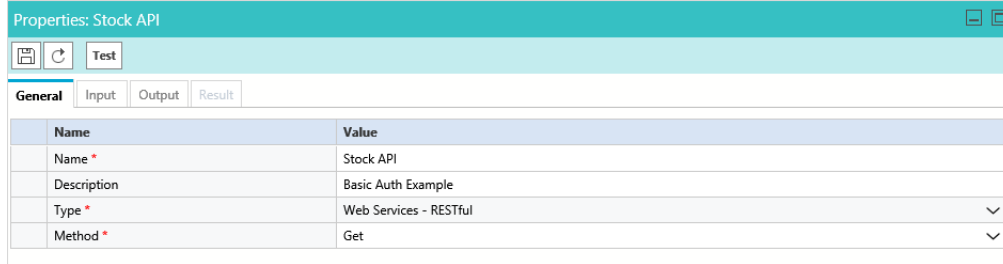 Properties: Stock API
Test
General Input Output Result
Name Value
Name * Stock API
Description Basic Auth Example
Type * Web Services - RESTful
Method * Get